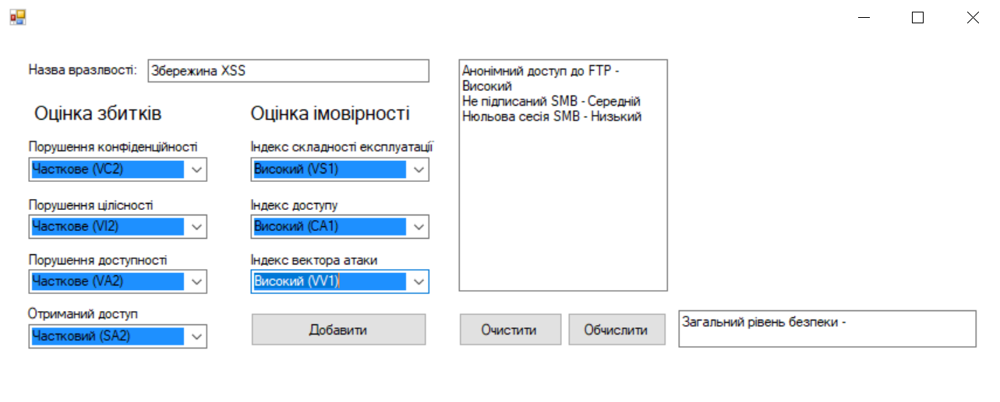 Назва вразлвості:
Збережина XSS
Оцінка збитків
Порушення конфіденційності
Часткове (VC2)
Порушення цілісності
Часткове (VI2)
Порушення доступності
Часткове (VA2)
Отриманий доступ
Частковий (SA2)
Оцінка імовірності
Індекс складності експлуатації
Високий (VS1)
Індекс доступу
Високий (CA1)
Індекс вектора атаки
Високий (VV1)
Добавити
Анонімний доступ до FTP -
Високий
Не підписаний SMB - Середній
Нюльова сесія SMB - Низький
Очистити
Обчислити
Загальний рівень безпеки -